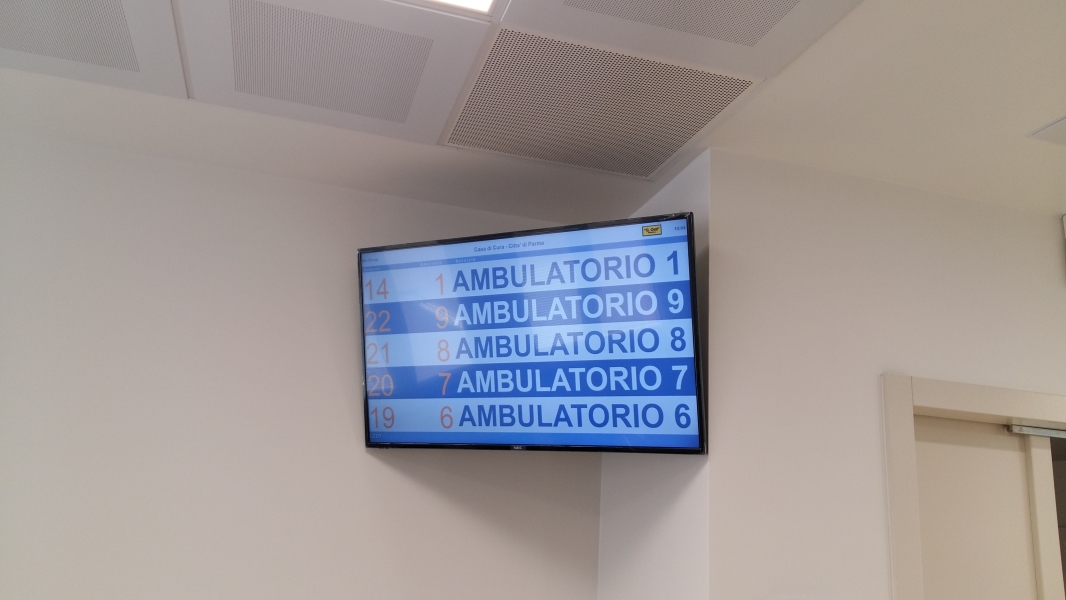 Casa di Cura - Citta' di Parma
14 1 AMBULATORIO 1
22 9 AMBULATORIO 9
21 8 AMBULATORIO 8
20 7 AMBULATORIO 7
19 6 AMBULATORIO 6